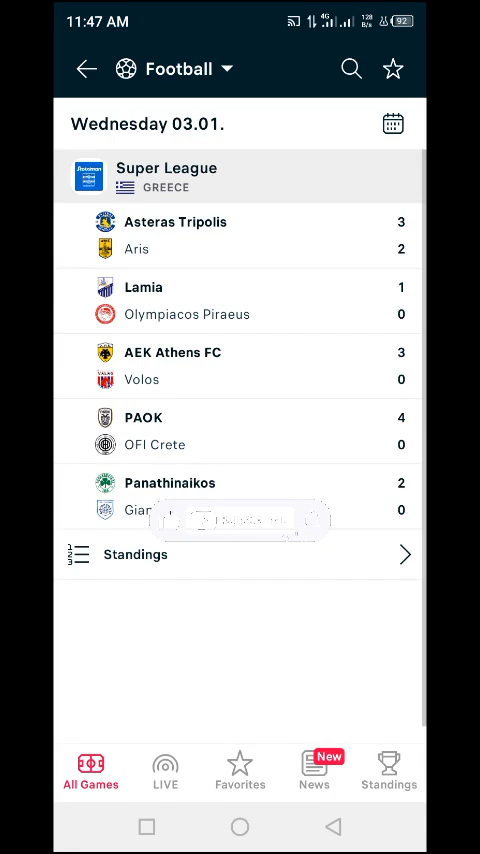 11:47 AM
4G
128 B/s
92
Football
Wednesday 03.01.
Super League
GREECE
Asteras Tripolis 3
Aris 2
Lamia 1
Olympiacos Piraeus 0
AEK Athens FC 3
Volos 0
PAOK 4
OFI Crete 0
Panathinaikos 2
0
Standings
New
All Games LIVE Favorites News Standings